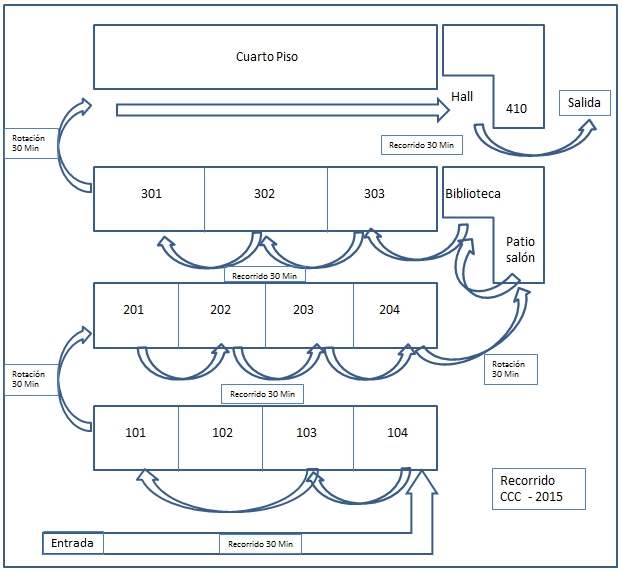 Cuarto Piso
Hall
410
Salida
Rotación
30 Min
Recorrido 30 Min
301
302
303
Biblioteca
Patio
salón
Recorrido 30 Min
201
202
203
204
Rotación
30 Min
Rotación
30 Min
Recorrido 30 Min
101
102
103
104
Recorrido
CCC - 2015
Entrada
Recorrido 30 Min